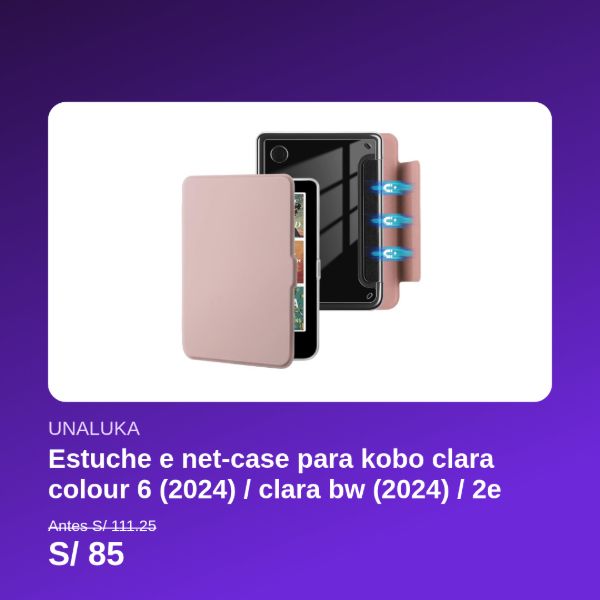 UNALUKA
Estuche e net-case para kobo clara
colour 6 (2024) / clara bw (2024) / 2e
Antes S/ 111.25
S/ 85